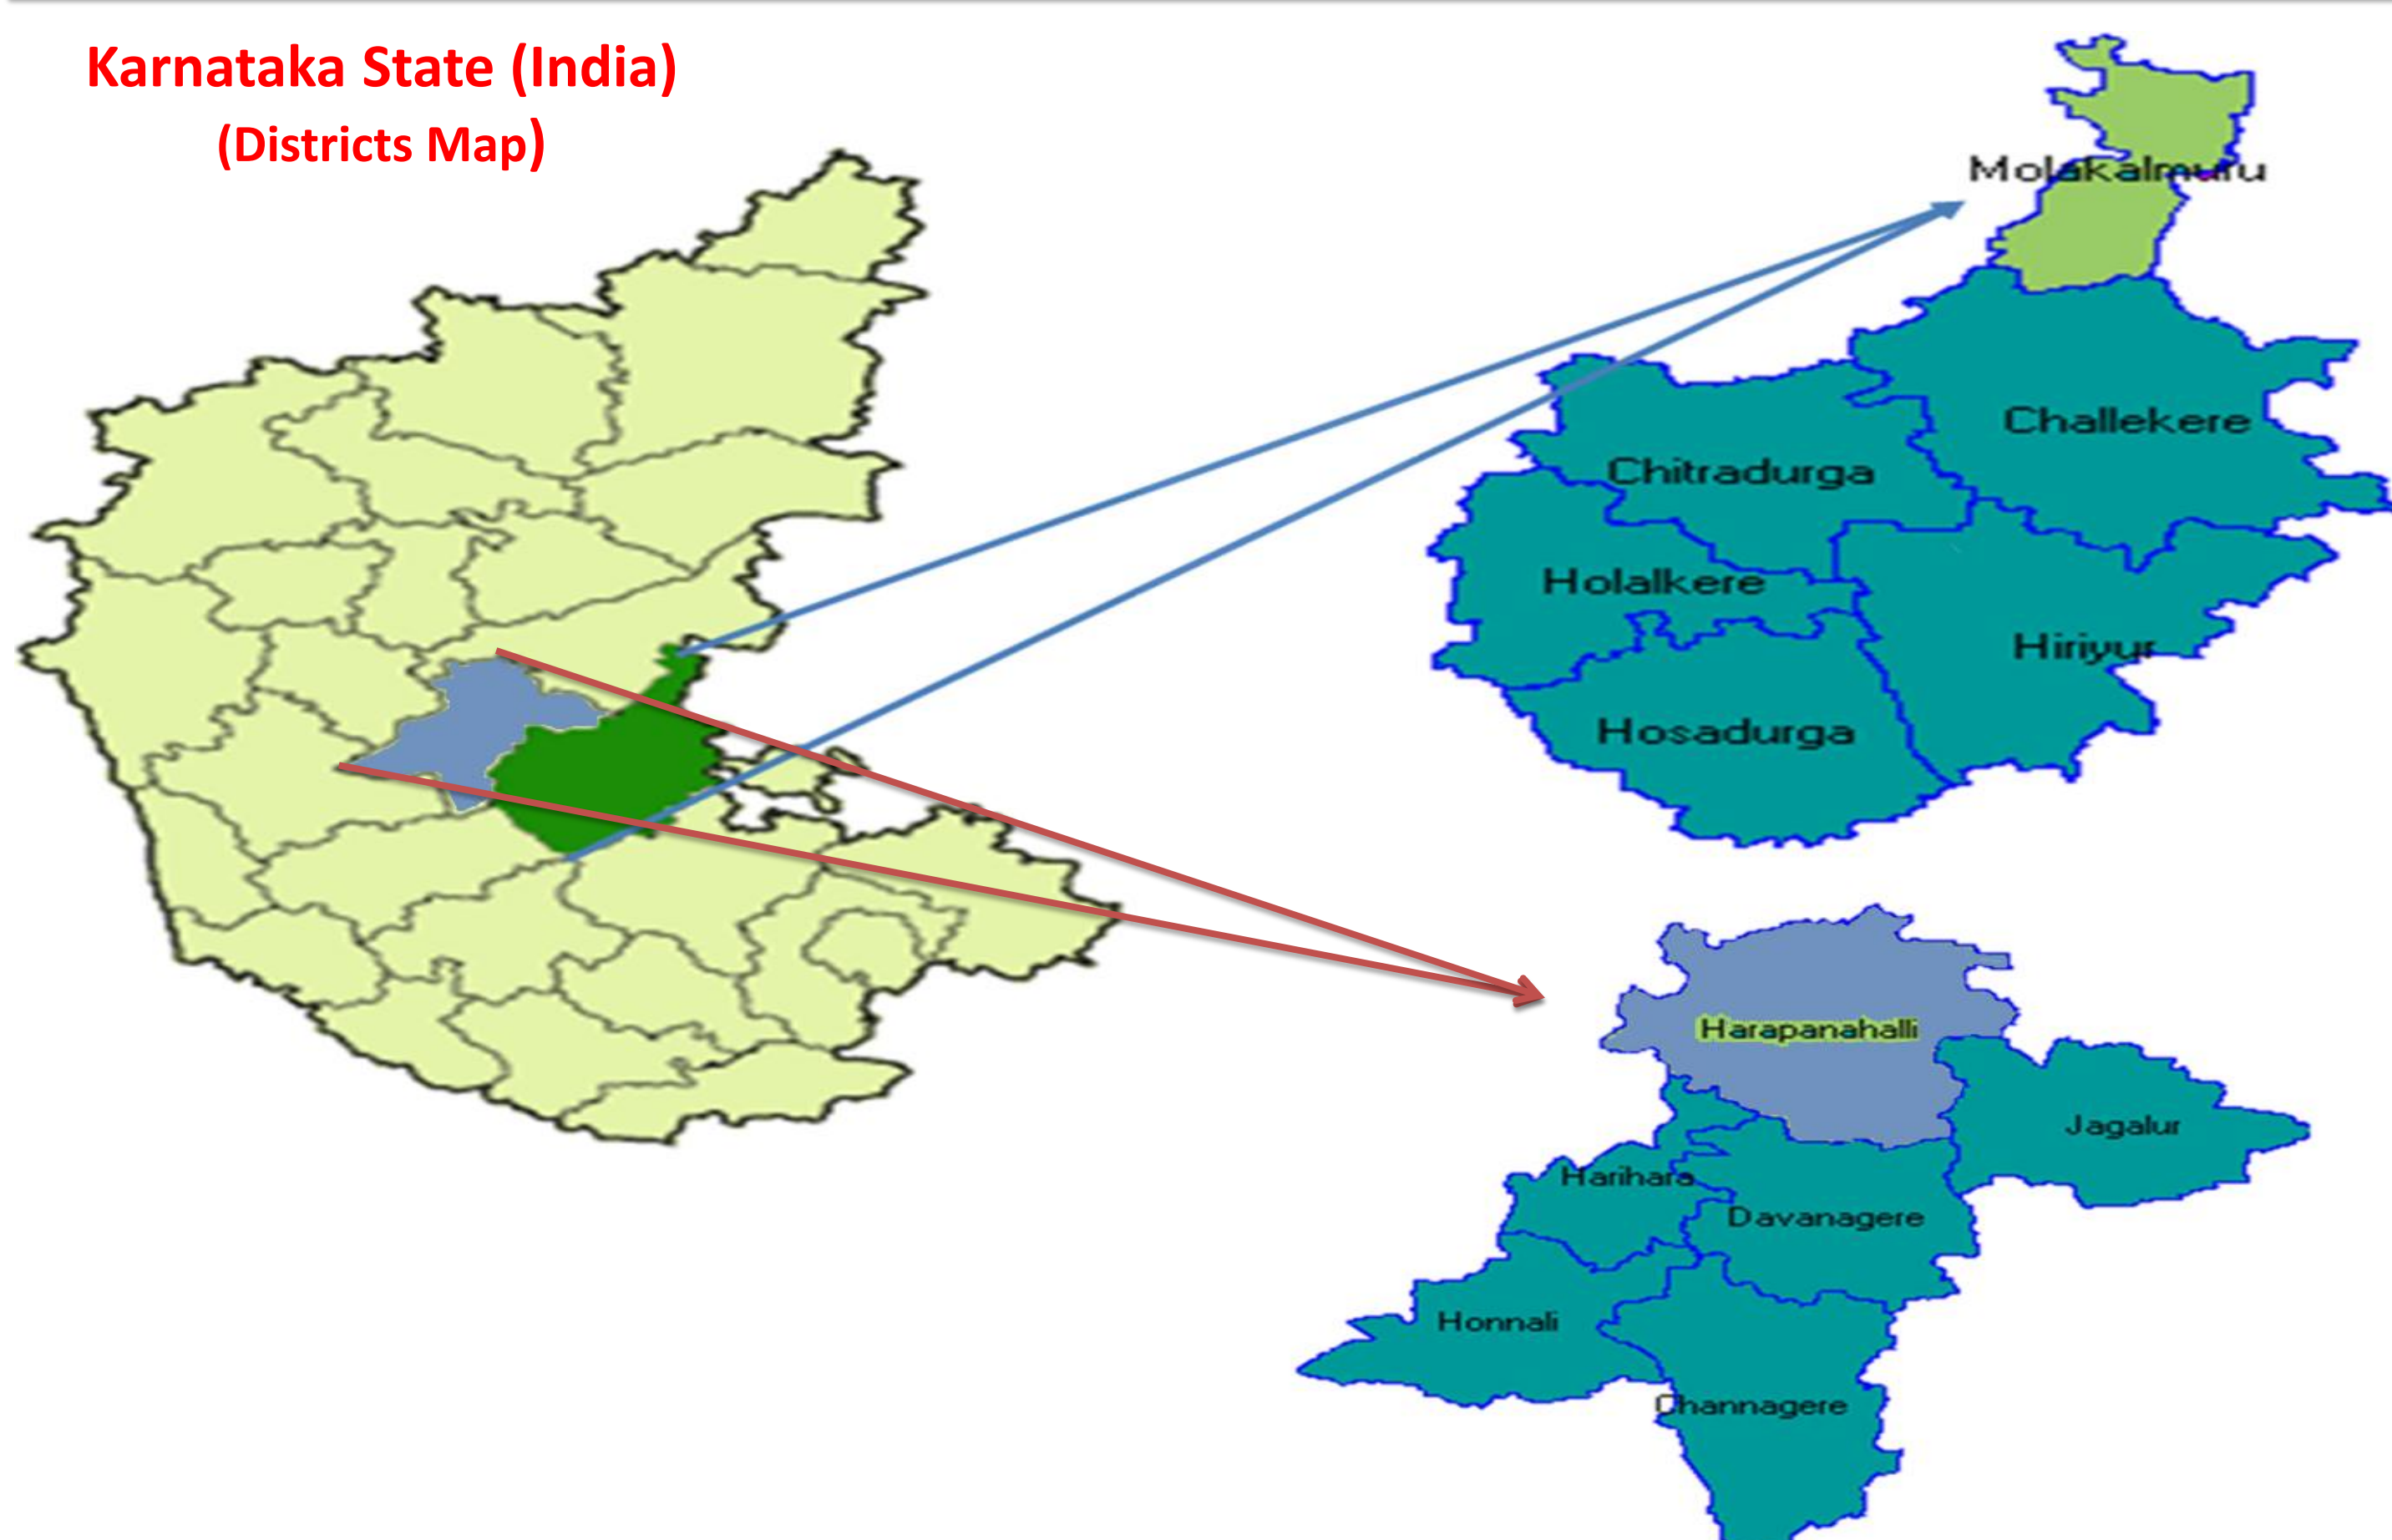 Karnataka State (India)
(Districts Map)
Molakalmuru
Challekere
Chitradurga
Holalkere
Hiriyur
Hosadurga
Harapanahalli
Jagalur
Harihara
Davanagere
Honnali
Channagere